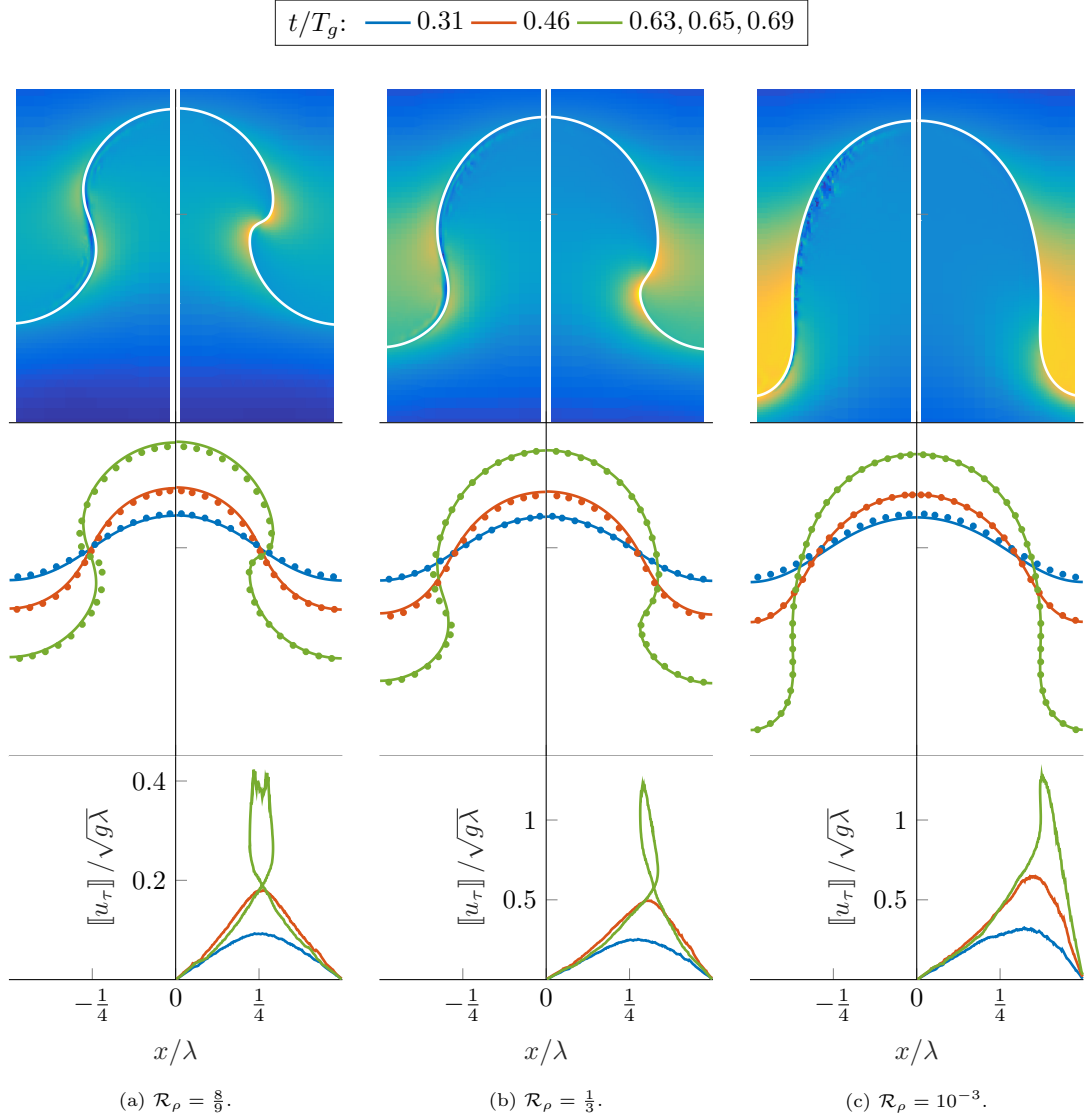 t/T_g: 0.31 0.46 0.63, 0.65, 0.69
0.4
0.2
⟦u_τ⟧/√gλ
1
0.5
⟦u_τ⟧/√gλ
1
0.5
⟦u_τ⟧/√gλ
−1/4 0 1/4
−1/4 0 1/4
−1/4 0 1/4
x/λ
x/λ
x/λ
(a) ℛ_ρ = 8/9.
(b) ℛ_ρ = 1/3.
(c) ℛ_ρ = 10⁻³.